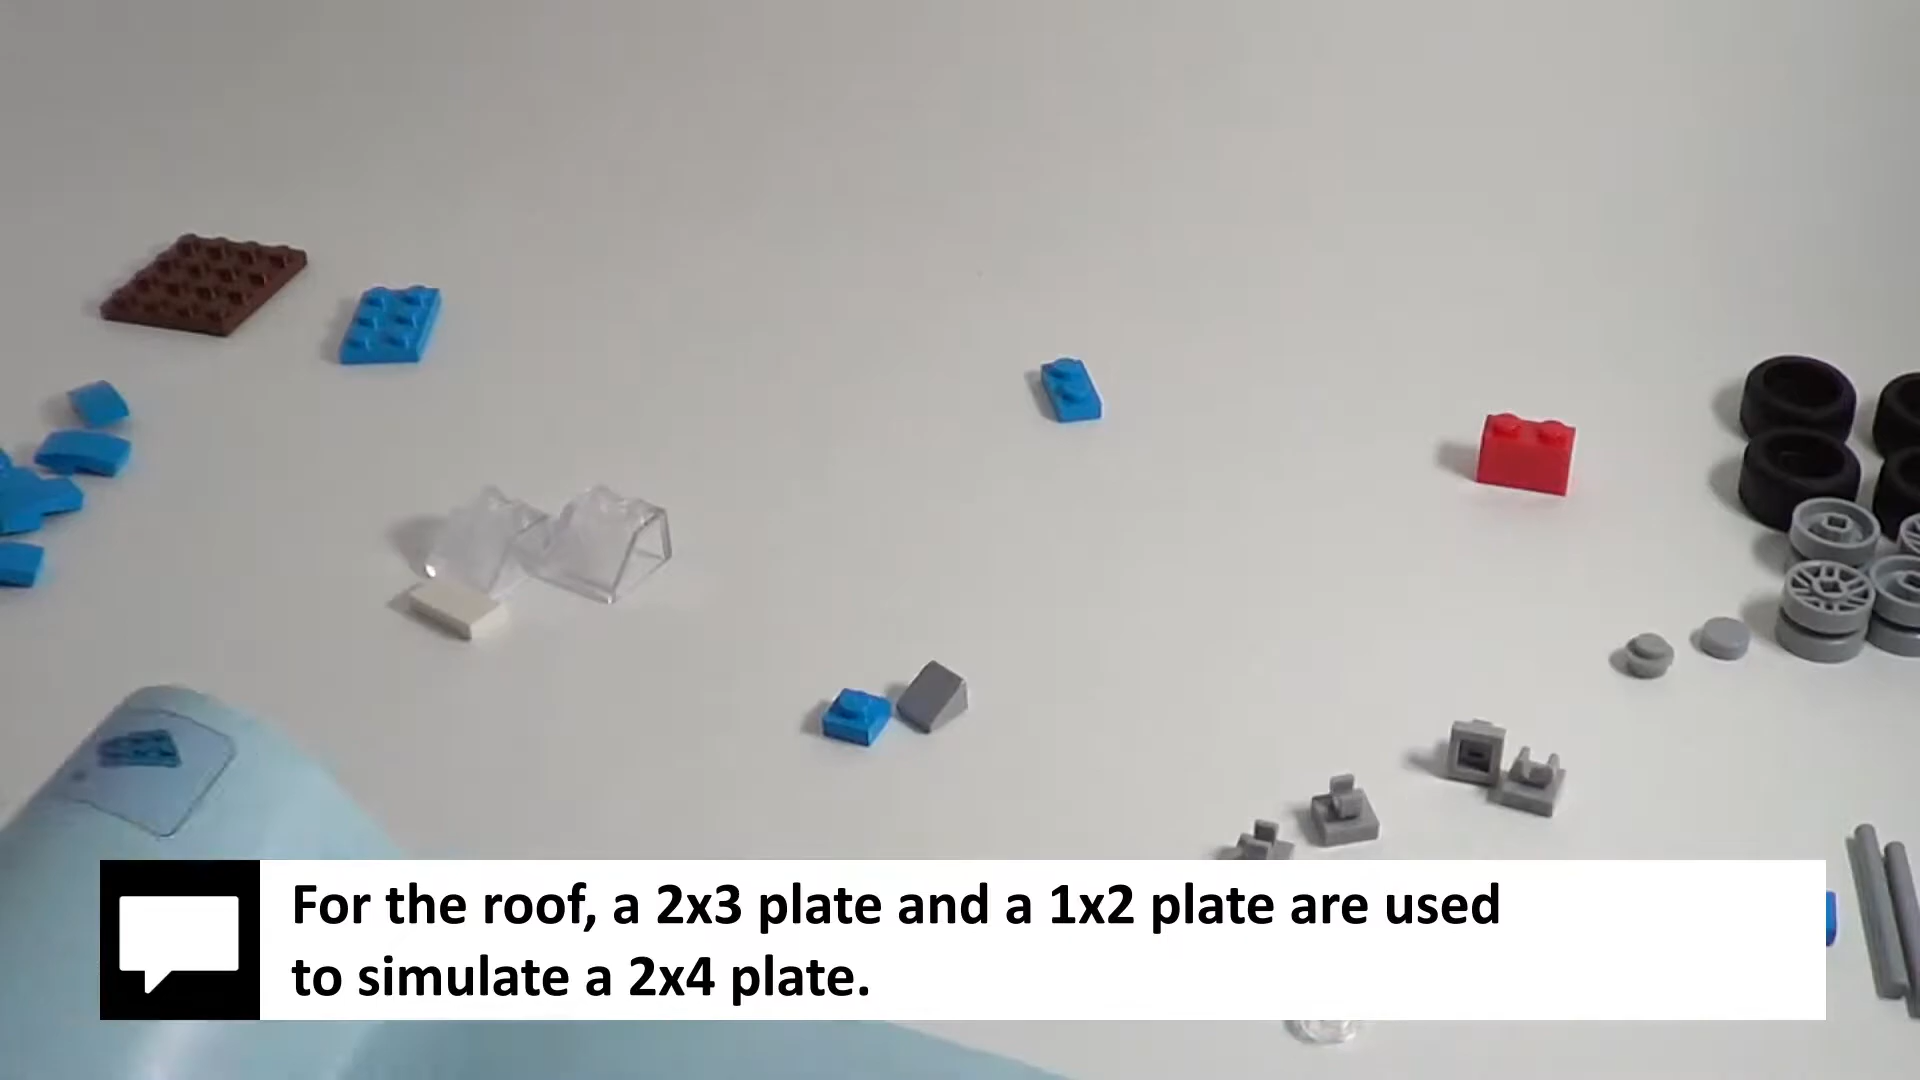 For the roof, a 2x3 plate and a 1x2 plate are used
to simulate a 2x4 plate.